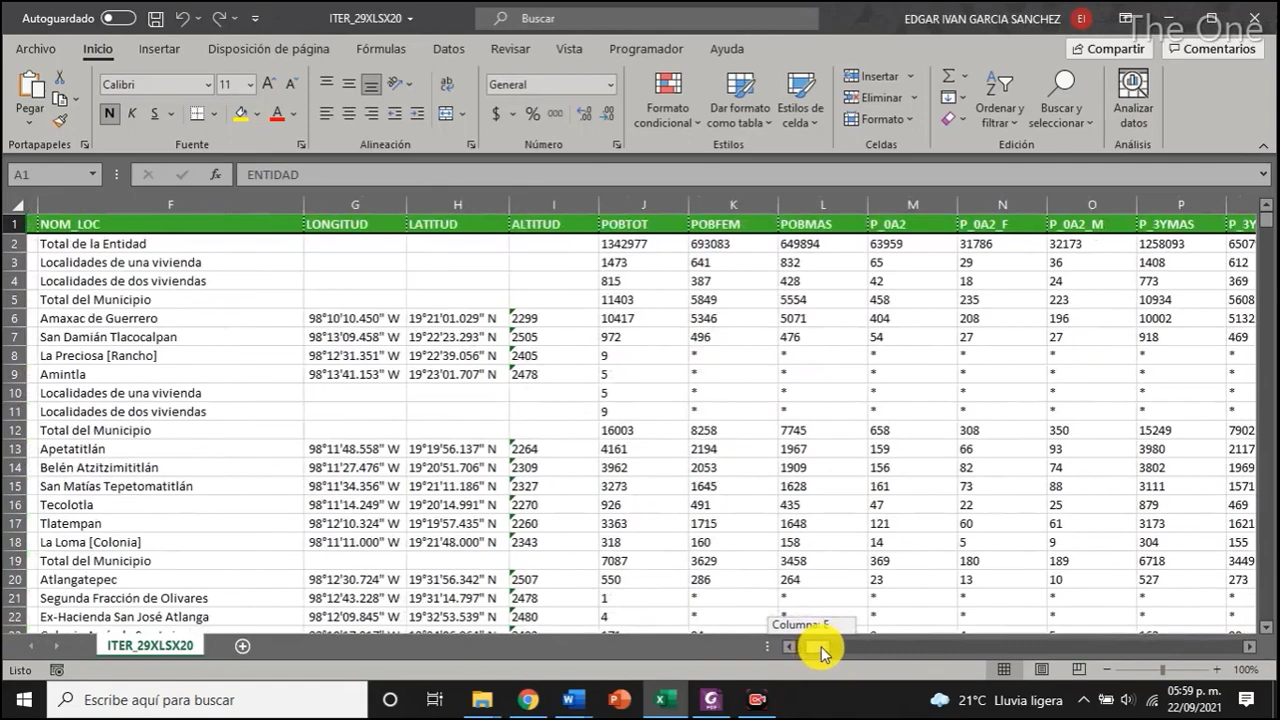 Autoguardado
ITER_29XLSX20
Buscar
EDGAR IVAN GARCIA SANCHEZ
EI
The One
Archivo Inicio Insertar Disposición de página Fórmulas Datos Revisar Vista Programador Ayuda Compartir Comentarios
Pegar
Portapapeles
Calibri 11
N K S
Fuente
Alineación
General
$ % 000
Número
Formato condicional
Dar formato como tabla
Estilos de celda
Estilos
Insertar
Eliminar
Formato
Celdas
Ordenar y filtrar
Buscar y seleccionar
Edición
Analizar datos
Análisis
A1 fx ENTIDAD
F G H I J K L M N O P
1 NOM_LOC LONGITUD LATITUD ALTITUD POBTOT POBFEM POBMAS P_0A2 P_0A2_F P_0A2_M P_3YMAS P_3Y
2 Total de la Entidad 1342977 693083 649894 63959 31786 32173 1258093 6507
3 Localidades de una vivienda 1473 641 832 65 29 36 1408 612
4 Localidades de dos viviendas 815 387 428 42 18 24 773 369
5 Total del Municipio 11403 5849 5554 458 235 223 10934 5608
6 Amaxac de Guerrero 98°10'10.450" W 19°21'01.029" N 2299 10417 5346 5071 404 208 196 10002 5132
7 San Damián Tlacocalpan 98°13'09.458" W 19°22'23.293" N 2505 972 496 476 54 27 27 918 469
8 La Preciosa [Rancho] 98°12'31.351" W 19°22'39.056" N 2405 9 * * * * * * *
9 Amintla 98°13'41.153" W 19°23'01.707" N 2478 5 * * * * * * *
10 Localidades de una vivienda 5 * * * * * * *
11 Localidades de dos viviendas 9 * * * * * * *
12 Total del Municipio 16003 8258 7745 658 308 350 15249 7902
13 Apetatitlán 98°11'48.558" W 19°19'56.137" N 2264 4161 2194 1967 159 66 93 3980 2117
14 Belén Atzitzimititlán 98°11'27.476" W 19°20'51.706" N 2309 3962 2053 1909 156 82 74 3802 1969
15 San Matías Tepetomatitlán 98°11'34.356" W 19°21'11.186" N 2327 3273 1645 1628 161 73 88 3111 1571
16 Tecolotla 98°11'14.249" W 19°20'14.991" N 2270 926 491 435 47 22 25 879 469
17 Tlatempan 98°12'10.324" W 19°19'57.435" N 2260 3363 1715 1648 121 60 61 3173 1621
18 La Loma [Colonia] 98°11'11.000" W 19°21'48.000" N 2343 318 160 158 14 5 9 304 155
19 Total del Municipio 7087 3629 3458 369 180 189 6718 3449
20 Atlangatepec 98°12'30.724" W 19°31'56.342" N 2507 550 286 264 23 13 10 527 273
21 Segunda Fracción de Olivares 98°12'43.228" W 19°31'14.797" N 2478 1 * * * * * * *
22 Ex-Hacienda San José Atlanga 98°12'09.845" W 19°32'53.539" N 2480 4 * * * * * * *
Columna: F
ITER_29XLSX20
Listo
100%
Escribe aquí para buscar
21°C Lluvia ligera
05:59 p. m.
22/09/2021